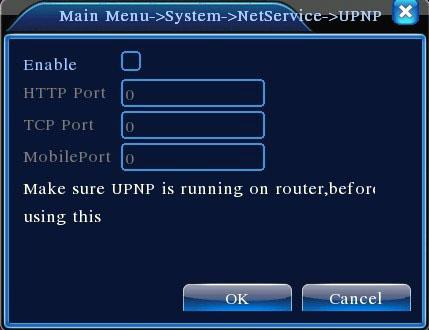 Main Menu->System->NetService->UPNP
Enable
HTTP Port 0
TCP Port 0
MobilePort 0
Make sure UPNP is running on router,before
using this
OK Cancel